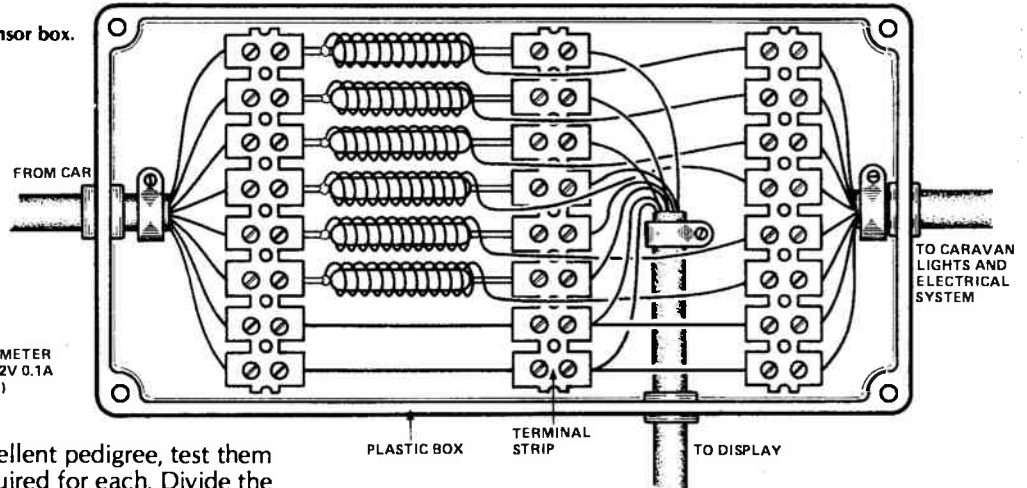 nsor box.
FROM CAR
TO CARAVAN
LIGHTS AND
ELECTRICAL
SYSTEM
METER
2V 0.1A
)
PLASTIC BOX
TERMINAL
STRIP
TO DISPLAY
ellent pedigree, test them
uired for each. Divide the